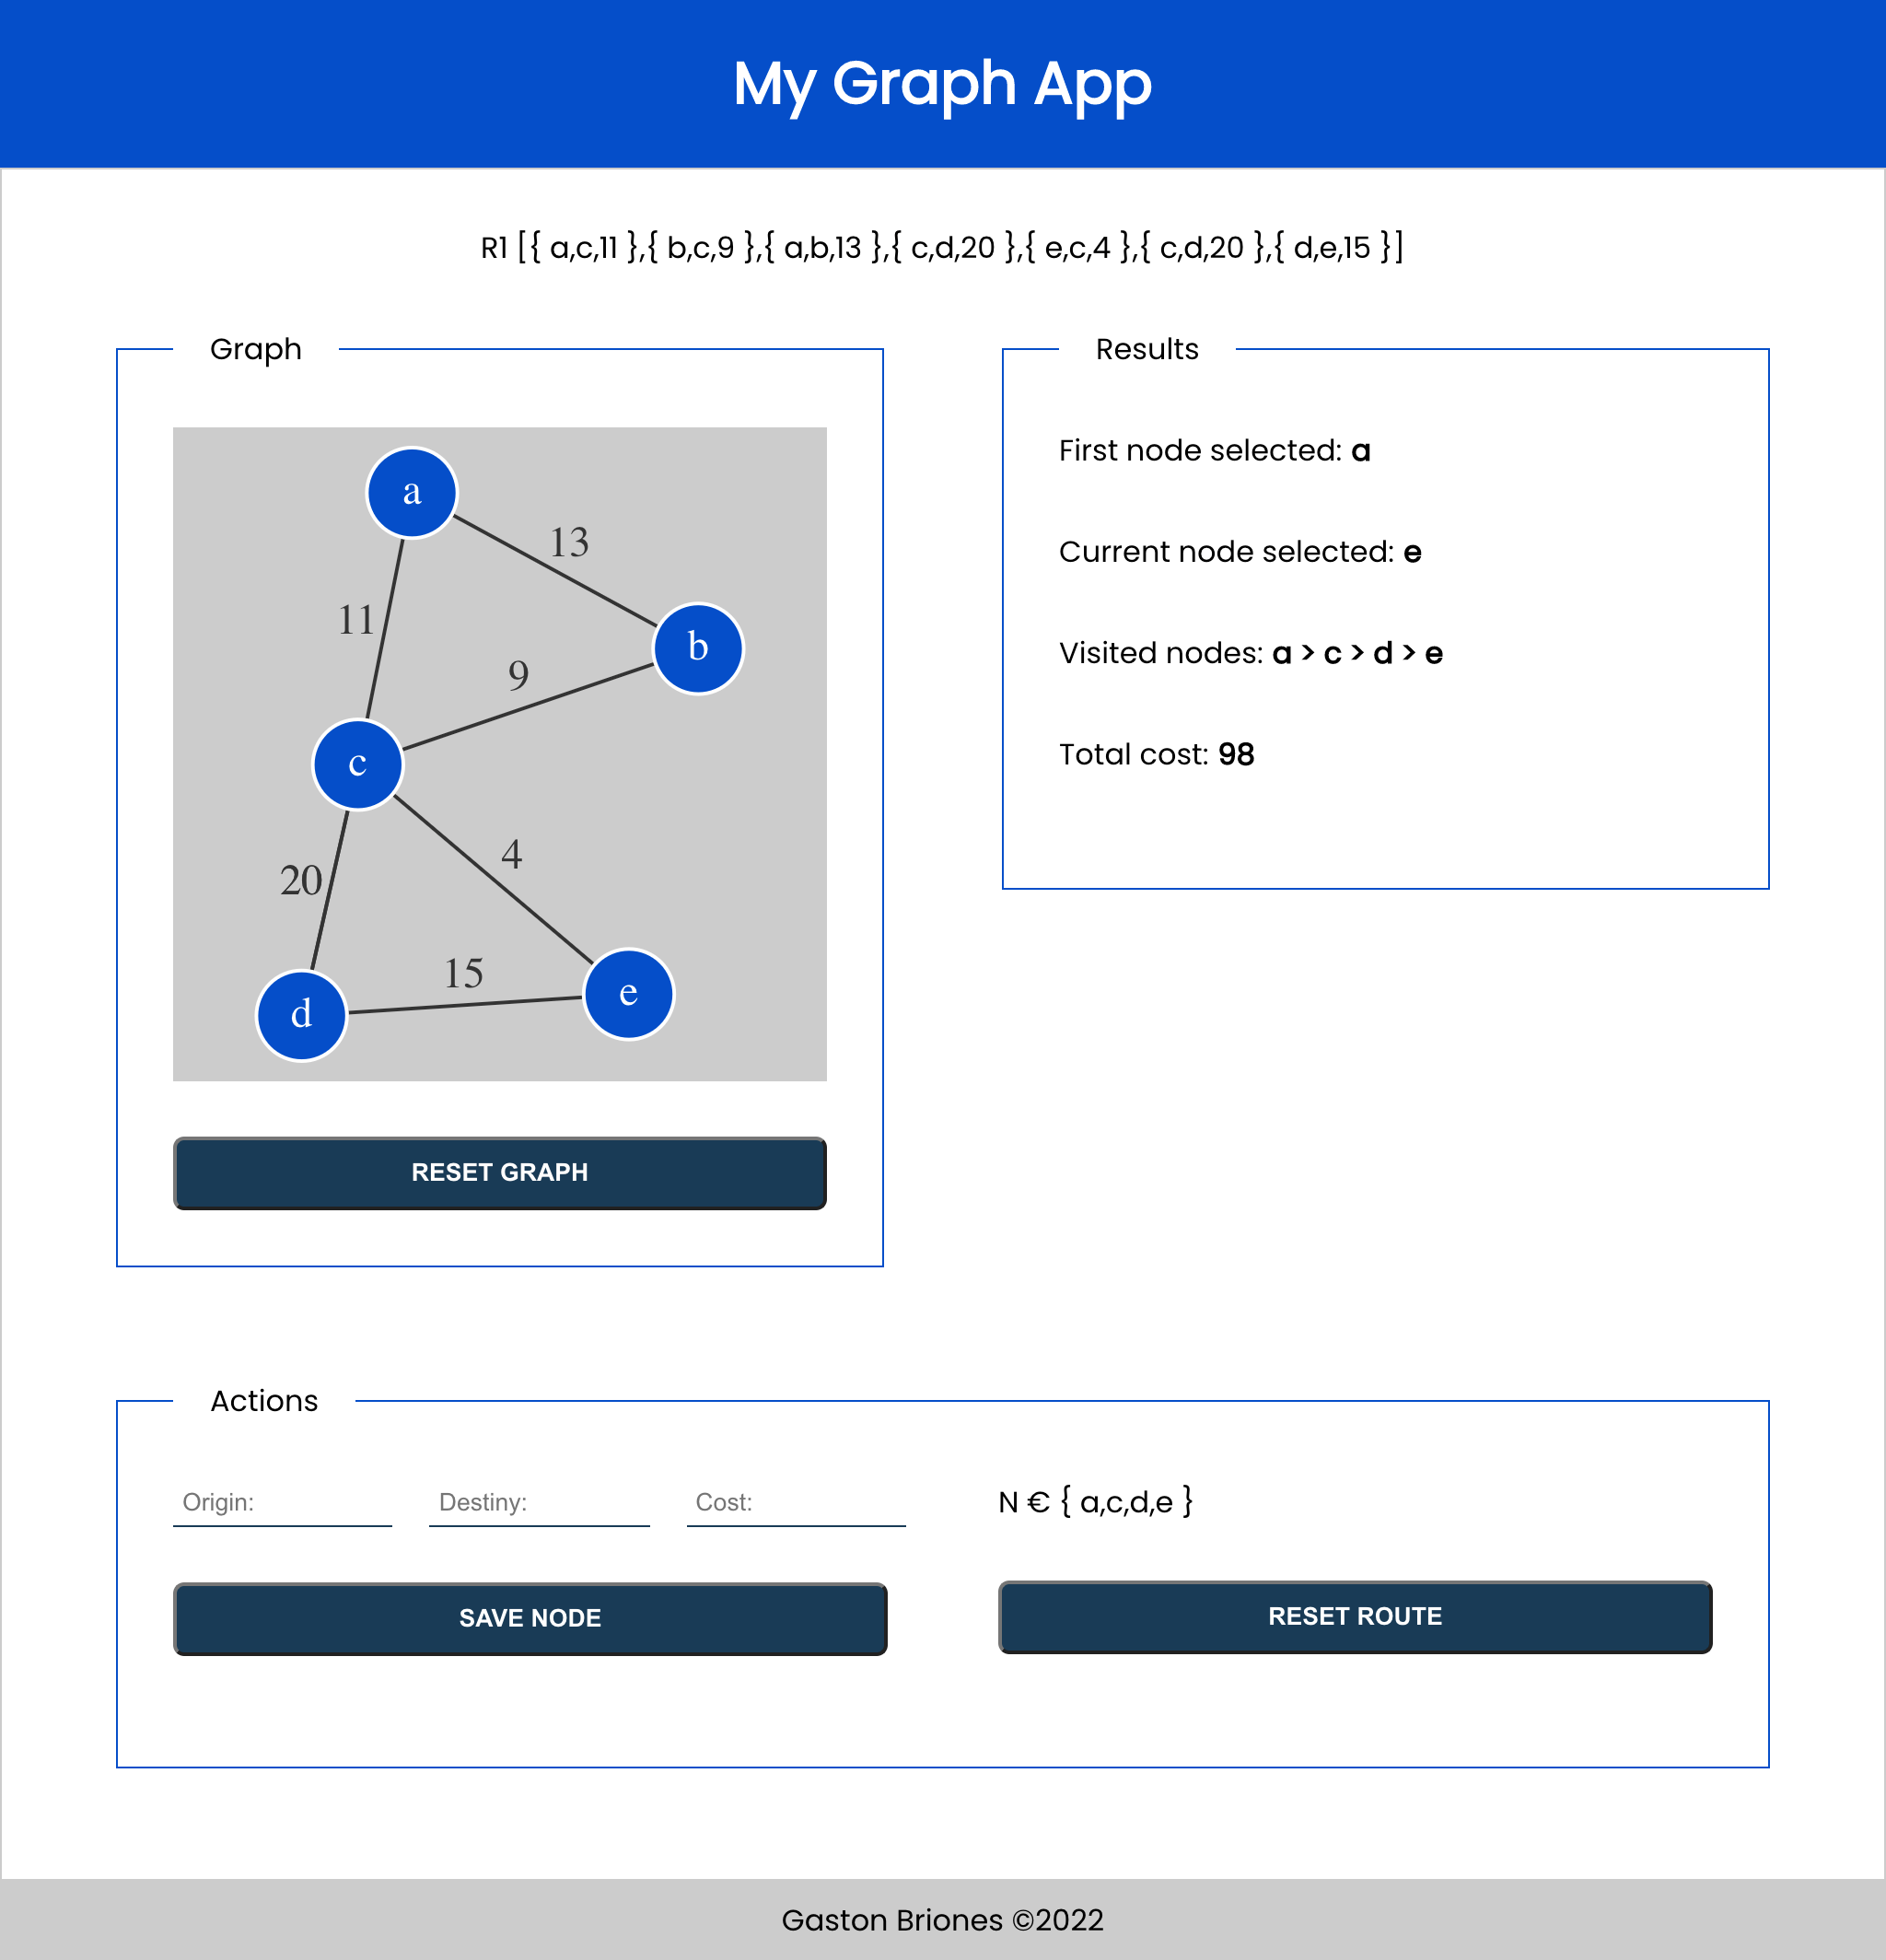 My Graph App
R1 [{ a,c,11 },{ b,c,9 },{ a,b,13 },{ c,d,20 },{ e,c,4 },{ c,d,20 },{ d,e,15 }]
Graph
a
13
11
b
9
c
4
20
15
e
d
RESET GRAPH
Results
First node selected: a
Current node selected: e
Visited nodes: a > c > d > e
Total cost: 98
Actions
Origin:
Destiny:
Cost:
N € { a,c,d,e }
SAVE NODE
RESET ROUTE
Gaston Briones ©2022